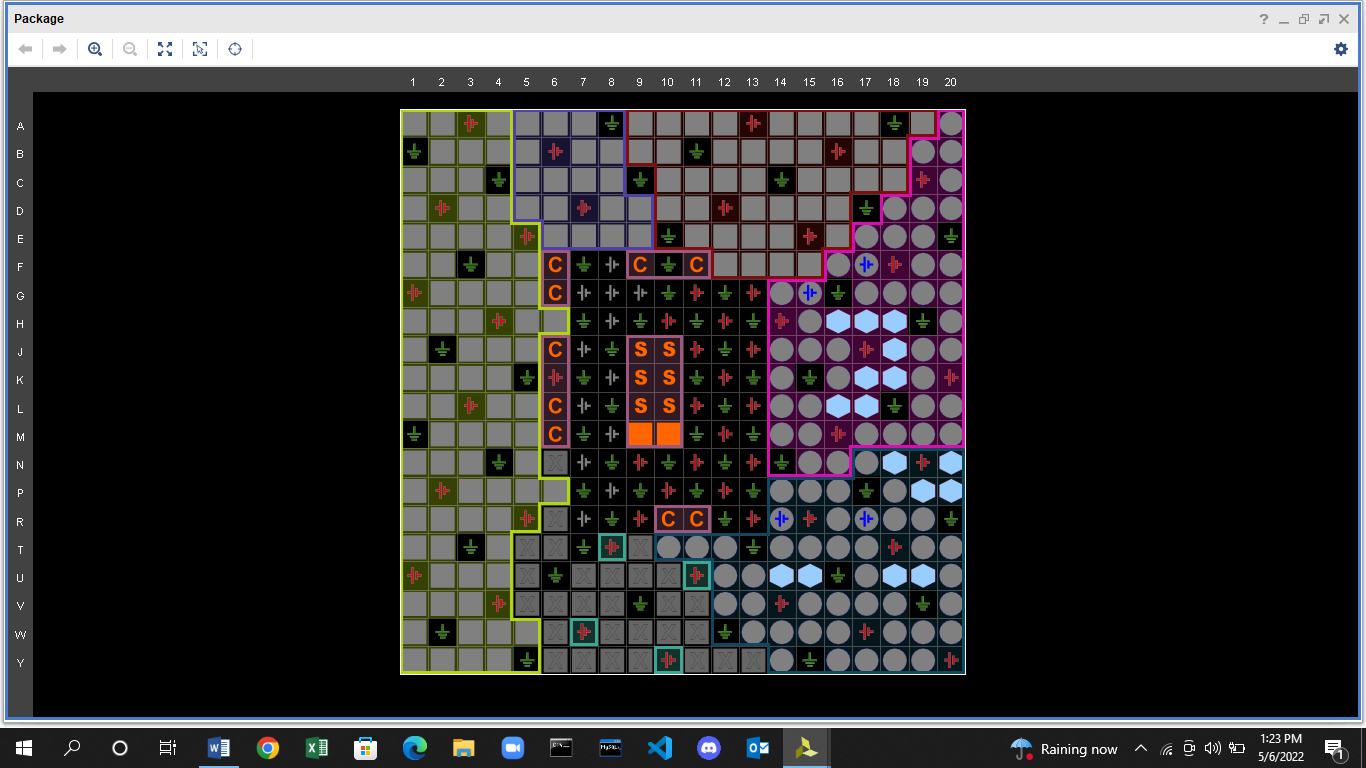 Package
?
1 2 3 4 5 6 7 8 9 10 11 12 13 14 15 16 17 18 19 20
A
B
C
D
E
F C C C
G C
H
J C S S
K S S
L C S S
M C
N X
P
R X C C
T X X X
U X X X X X
V X X X X X X
W X X X X X
Y X X X X X X X
Raining now
1:23 PM
5/6/2022
1